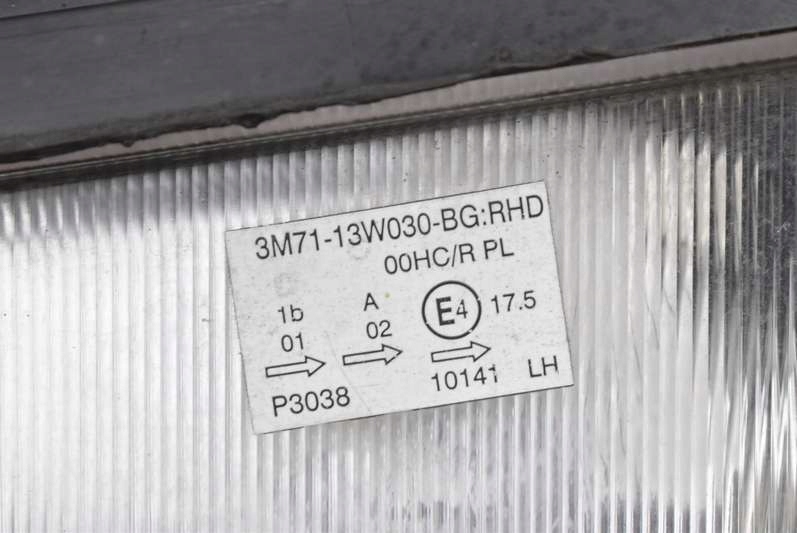 3M71-13W030-BG:RHD
00HC/R PL
1b A E4 17.5
01 02
P3038 10141 LH